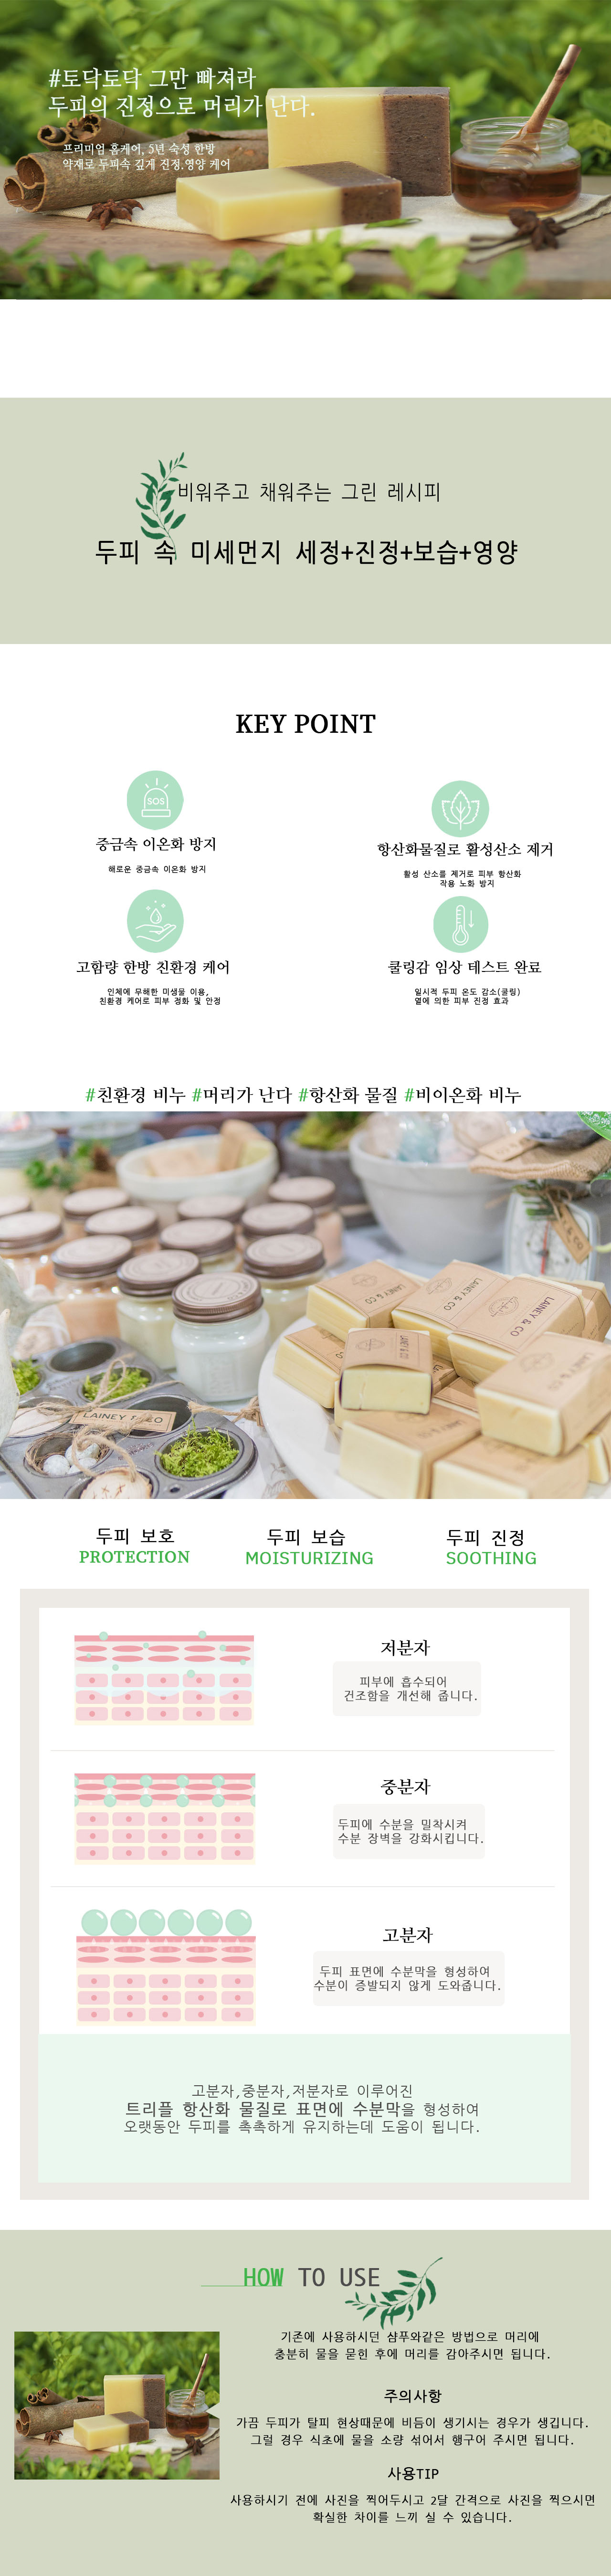 #토닥토닥 그만 빠져라
두피의 진정으로 머리가 난다.
프리미엄 홈케어, 5년 숙성 한방
약재로 두피속 깊게 진정.영양 케어
비워주고 채워주는 그린 레시피
두피 속 미세먼지 세정+진정+보습+영양
KEY POINT
SOS
중금속 이온화 방지
해로운 중금속 이온화 방지
항산화물질로 활성산소 제거
활성 산소를 제거로 피부 항산화
작용 노화 방지
고함량 한방 친환경 케어
인체에 무해한 미생물 이용,
친환경 케어로 피부 정화 및 안정
쿨링감 임상 테스트 완료
일시적 두피 온도 감소(쿨링)
열에 의한 피부 진정 효과
#친환경 비누 #머리가 난다 #항산화 물질 #비이온화 비누
LAINEY & CO
LAINEY & CO
두피 보호
PROTECTION
두피 보습
MOISTURIZING
두피 진정
SOOTHING
저분자
피부에 흡수되어
건조함을 개선해 줍니다.
중분자
두피에 수분을 밀착시켜
수분 장벽을 강화시킵니다.
고분자
두피 표면에 수분막을 형성하여
수분이 증발되지 않게 도와줍니다.
고분자,중분자,저분자로 이루어진
트리플 항산화 물질로 표면에 수분막을 형성하여
오랫동안 두피를 촉촉하게 유지하는데 도움이 됩니다.
HOW TO USE
기존에 사용하시던 샴푸와같은 방법으로 머리에
충분히 물을 묻힌 후에 머리를 감아주시면 됩니다.
주의사항
가끔 두피가 탈피 현상때문에 비듬이 생기시는 경우가 생깁니다.
그럴 경우 식초에 물을 소량 섞어서 행구어 주시면 됩니다.
사용TIP
사용하시기 전에 사진을 찍어두시고 2달 간격으로 사진을 찍으시면
확실한 차이를 느끼 실 수 있습니다.